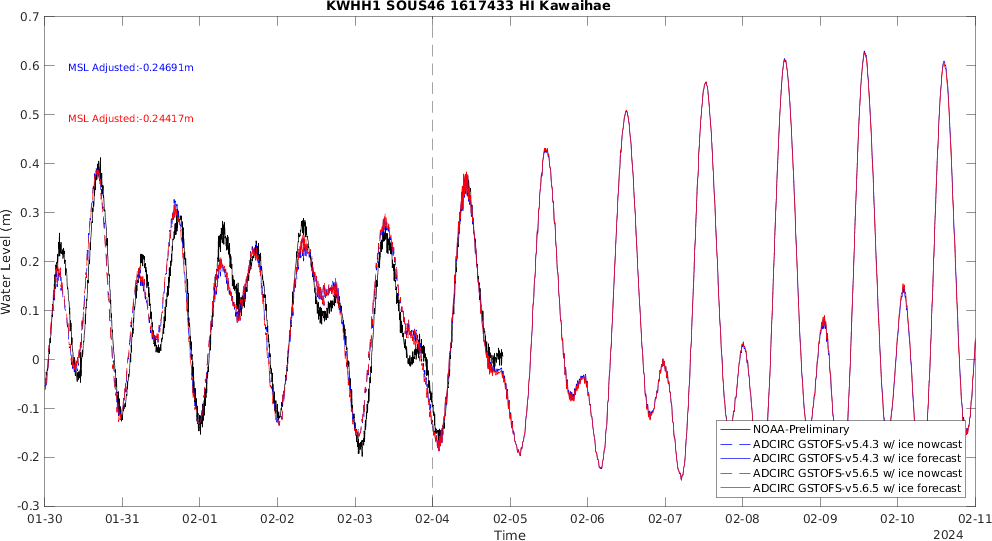 KWHH1 SOUS46 1617433 HI Kawaihae
0.7
0.6
0.5
0.4
0.3
0.2
0.1
0
-0.1
-0.2
-0.3
Water Level (m)
MSL Adjusted:-0.24691m
MSL Adjusted:-0.24417m
NOAA-Preliminary
ADCIRC GSTOFS-v5.4.3 w/ ice nowcast
ADCIRC GSTOFS-v5.4.3 w/ ice forecast
ADCIRC GSTOFS-v5.6.5 w/ ice nowcast
ADCIRC GSTOFS-v5.6.5 w/ ice forecast
01-30 01-31 02-01 02-02 02-03 02-04 02-05 02-06 02-07 02-08 02-09 02-10 02-11
Time
2024